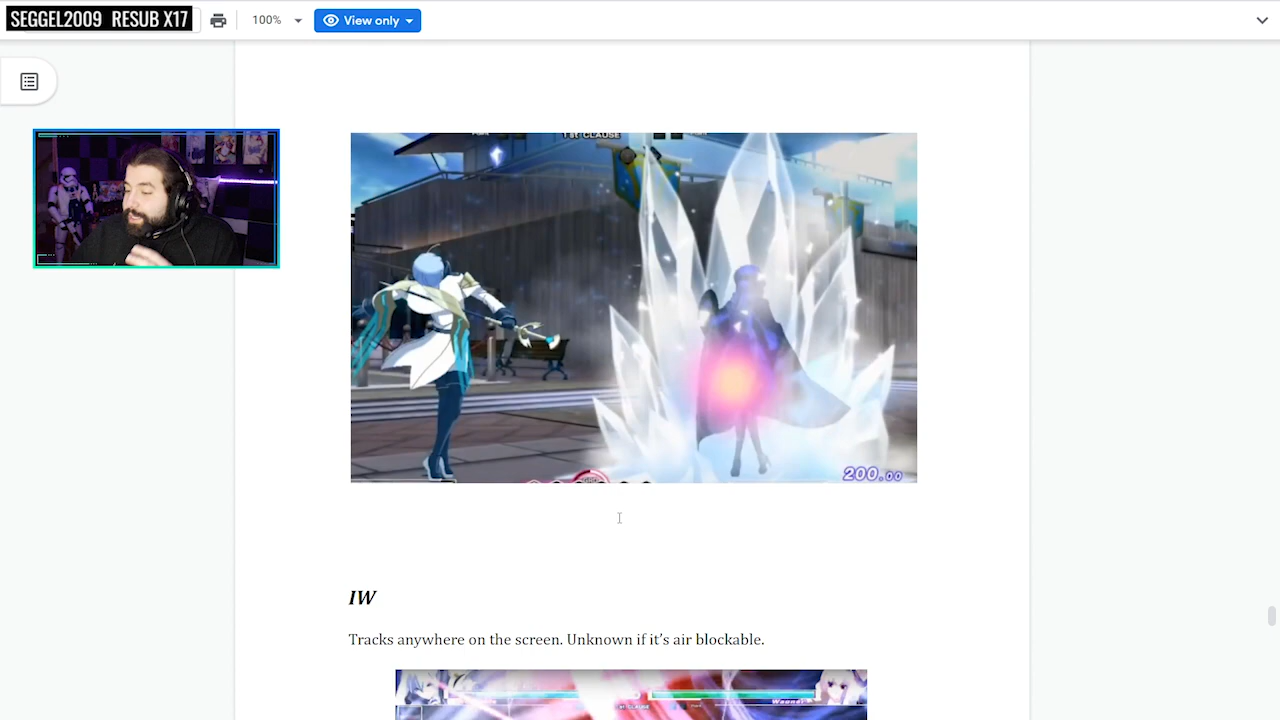 SEGGEL2009 RESUB X17
100%
View only
1st CLAUSE
200.00
IW
Tracks anywhere on the screen. Unknown if it's air blockable.